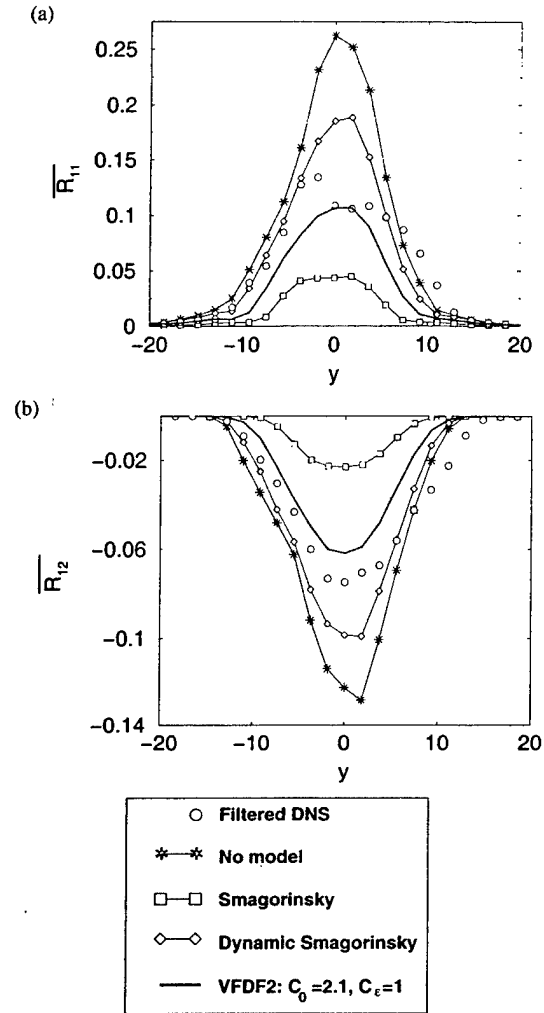 (a)
0.25
0.2
0.15
0.1
0.05
0
R̅₁₁
−20 −10 0 10 20
y
(b)
−0.02
−0.06
−0.1
−0.14
R̅₁₂
−20 −10 0 10 20
y
Filtered DNS
No model
Smagorinsky
Dynamic Smagorinsky
VFDF2: C₀ =2.1, Cε=1